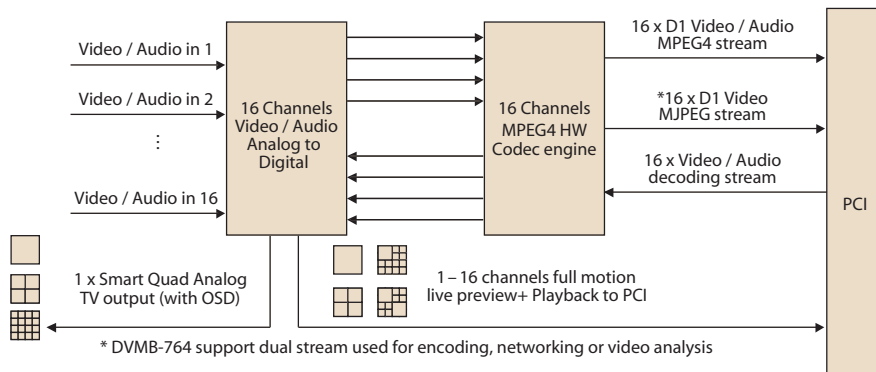 Video / Audio in 1
Video / Audio in 2
⋮
Video / Audio in 16
16 Channels
Video / Audio
Analog to
Digital
16 Channels
MPEG4 HW
Codec engine
16 x D1 Video / Audio
MPEG4 stream
*16 x D1 Video
MJPEG stream
16 x Video / Audio
decoding stream
PCI
1 x Smart Quad Analog
TV output (with OSD)
1 – 16 channels full motion
live preview+ Playback to PCI
* DVMB-764 support dual stream used for encoding, networking or video analysis